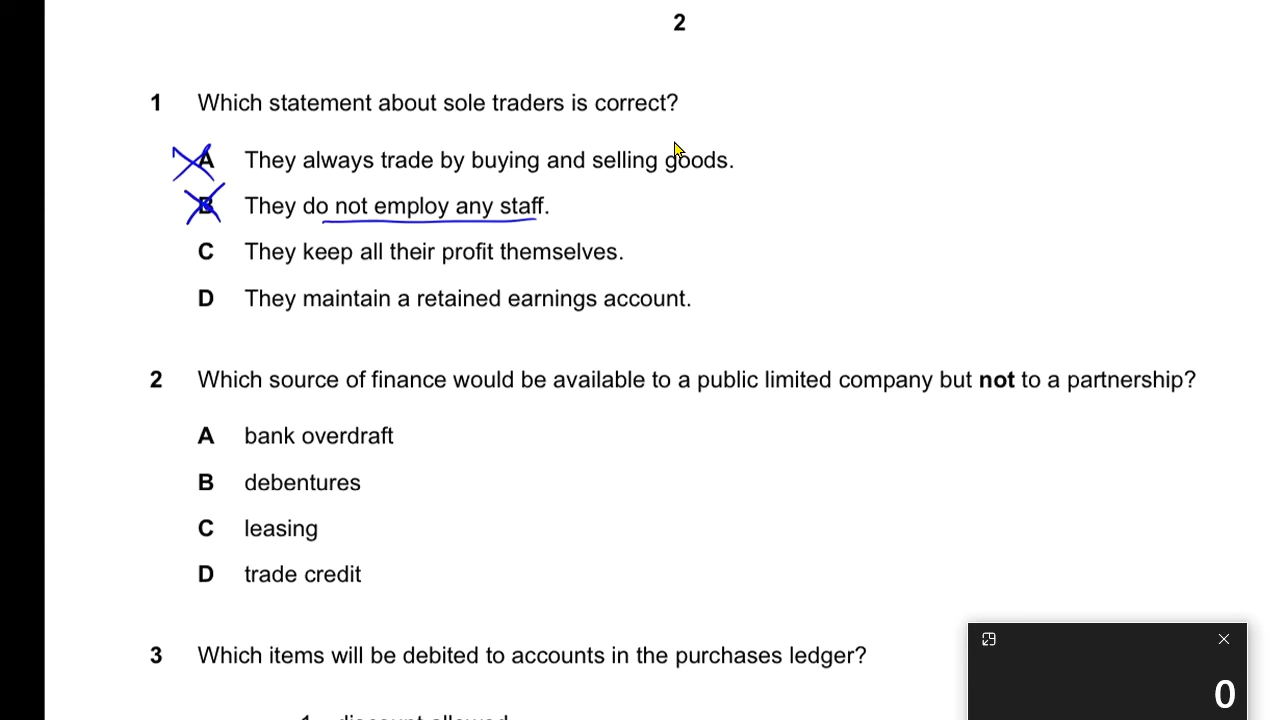 2
1 Which statement about sole traders is correct?
A They always trade by buying and selling goods.
B They do not employ any staff.
C They keep all their profit themselves.
D They maintain a retained earnings account.
2 Which source of finance would be available to a public limited company but not to a partnership?
A bank overdraft
B debentures
C leasing
D trade credit
3 Which items will be debited to accounts in the purchases ledger?
1 discount allowed
0